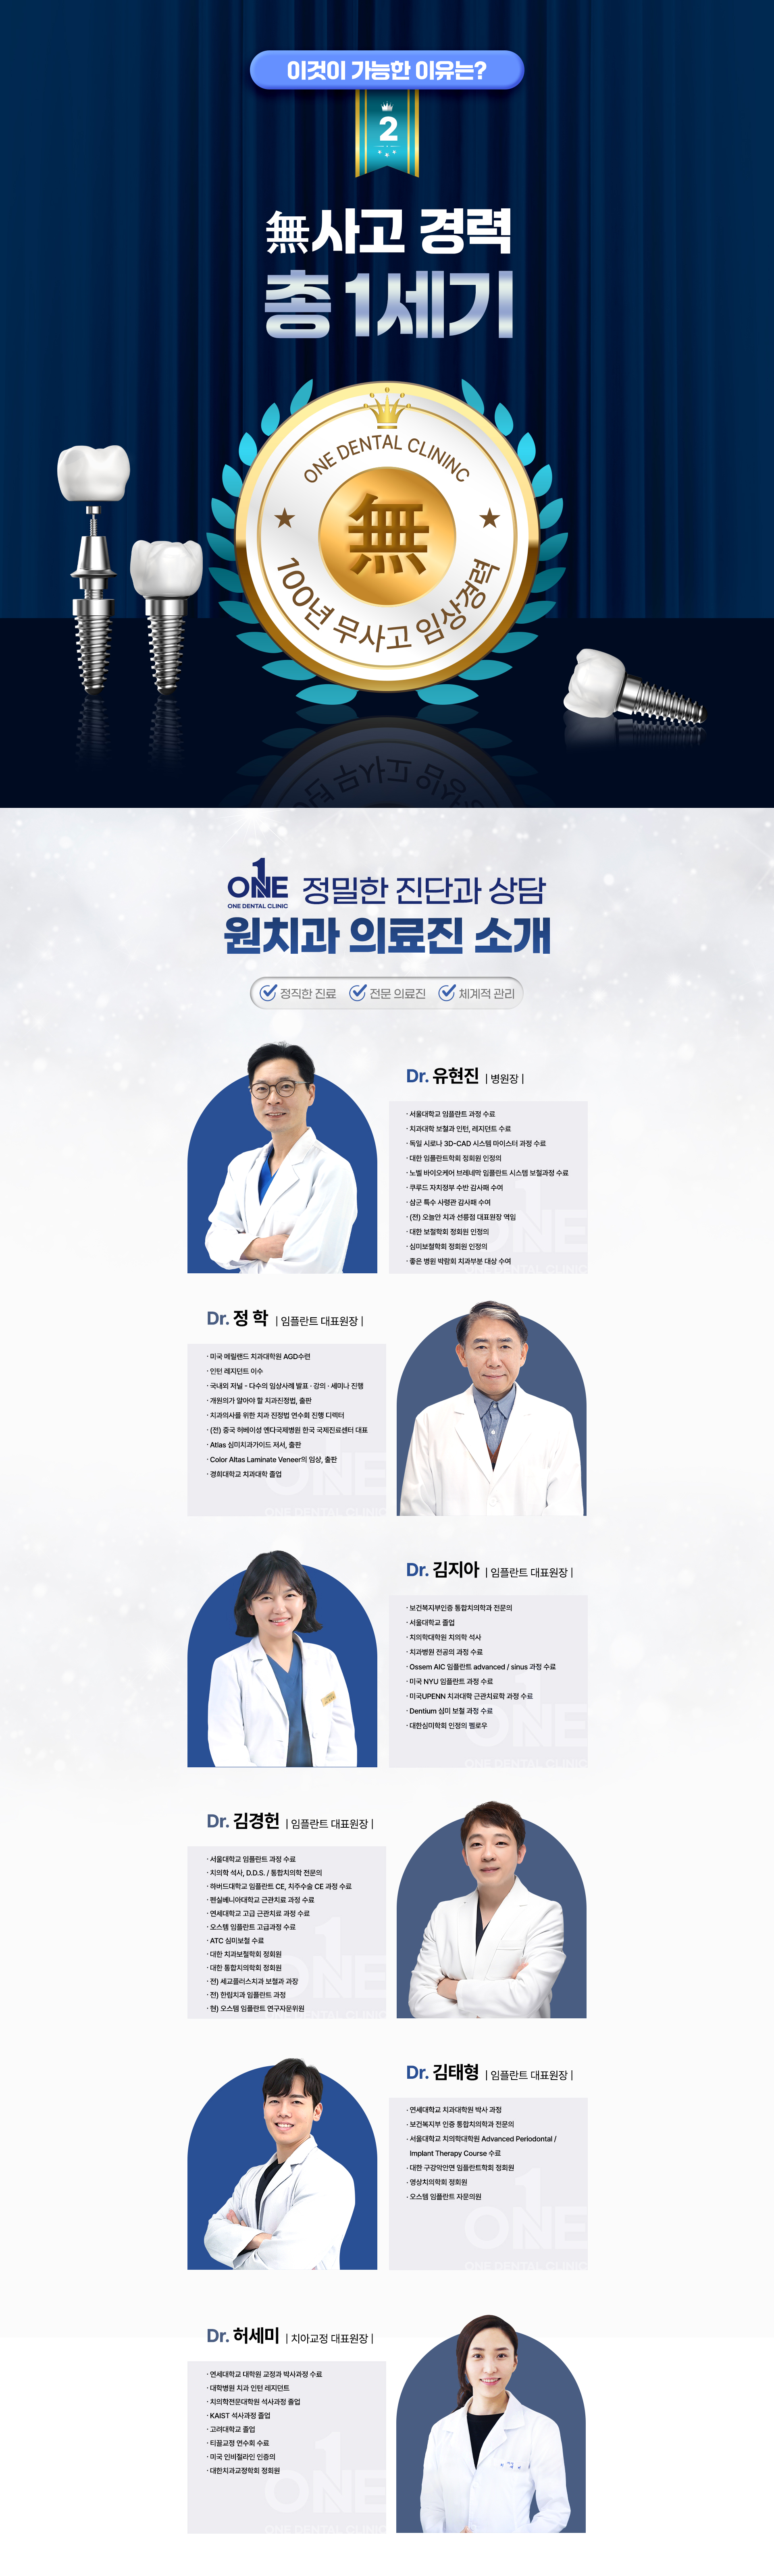 이것이 가능한 이유는?
2
無사고 경력
총 1세기
ONE DENTAL CLININC
無
100년 무사고 임상경력
1
ONE
ONE DENTAL CLINIC
정밀한 진단과 상담
원치과 의료진 소개
정직한 진료 전문 의료진 체계적 관리
Dr. 유현진 | 병원장 |
· 서울대학교 임플란트 과정 수료
· 치과대학 보철과 인턴, 레지던트 수료
· 독일 시로나 3D-CAD 시스템 마이스터 과정 수료
· 대한 임플란트학회 정회원 인정의
· 노벨 바이오케어 브레네막 임플란트 시스템 보철과정 수료
· 쿠루드 자치정부 수반 감사패 수여
· 삼군 특수 사령관 감사패 수여
· (전) 오늘안 치과 선릉점 대표원장 역임
· 대한 보철학회 정회원 인정의
· 심미보철학회 정회원 인정의
· 좋은 병원 박람회 치과부분 대상 수여
Dr. 정 학 | 임플란트 대표원장 |
· 미국 메릴랜드 치과대학원 AGD수련
· 인턴 레지던트 이수
· 국내외 저널 - 다수의 임상사례 발표 · 강의 · 세미나 진행
· 개원의가 알아야 할 치과진정법, 출판
· 치과의사를 위한 치과 진정법 연수회 진행 디렉터
· (전) 중국 허베이성 옌다국제병원 한국 국제진료센터 대표
· Atlas 심미치과가이드 저서, 출판
· Color Altas Laminate Veneer의 임상, 출판
· 경희대학교 치과대학 졸업
Dr. 김지아 | 임플란트 대표원장 |
· 보건복지부인증 통합치의학과 전문의
· 서울대학교 졸업
· 치의학대학원 치의학 석사
· 치과병원 전공의 과정 수료
· Ossem AIC 임플란트 advanced / sinus 과정 수료
· 미국 NYU 임플란트 과정 수료
· 미국UPENN 치과대학 근관치료학 과정 수료
· Dentium 심미 보철 과정 수료
· 대한심미학회 인정의 펠로우
Dr. 김경헌 | 임플란트 대표원장 |
· 서울대학교 임플란트 과정 수료
· 치의학 석사, D.D.S. / 통합치의학 전문의
· 하버드대학교 임플란트 CE, 치주수술 CE 과정 수료
· 펜실베니아대학교 근관치료 과정 수료
· 연세대학교 고급 근관치료 과정 수료
· 오스템 임플란트 고급과정 수료
· ATC 심미보철 수료
· 대한 치과보철학회 정회원
· 대한 통합치의학회 정회원
· 전) 세교플러스치과 보철과 과장
· 전) 한림치과 임플란트 과정
· 현) 오스템 임플란트 연구자문위원
Dr. 김태형 | 임플란트 대표원장 |
· 연세대학교 치과대학원 박사 과정
· 보건복지부 인증 통합치의학과 전문의
· 서울대학교 치의학대학원 Advanced Periodontal /
Implant Therapy Course 수료
· 대한 구강악안면 임플란트학회 정회원
· 영상치의학회 정회원
· 오스템 임플란트 자문의원
Dr. 허세미 | 치아교정 대표원장 |
· 연세대학교 대학원 교정과 박사과정 수료
· 대학병원 치과 인턴 레지던트
· 치의학전문대학원 석사과정 졸업
· KAIST 석사과정 졸업
· 고려대학교 졸업
· 티끌교정 연수회 수료
· 미국 인비절라인 인증의
· 대한치과교정학회 정회원